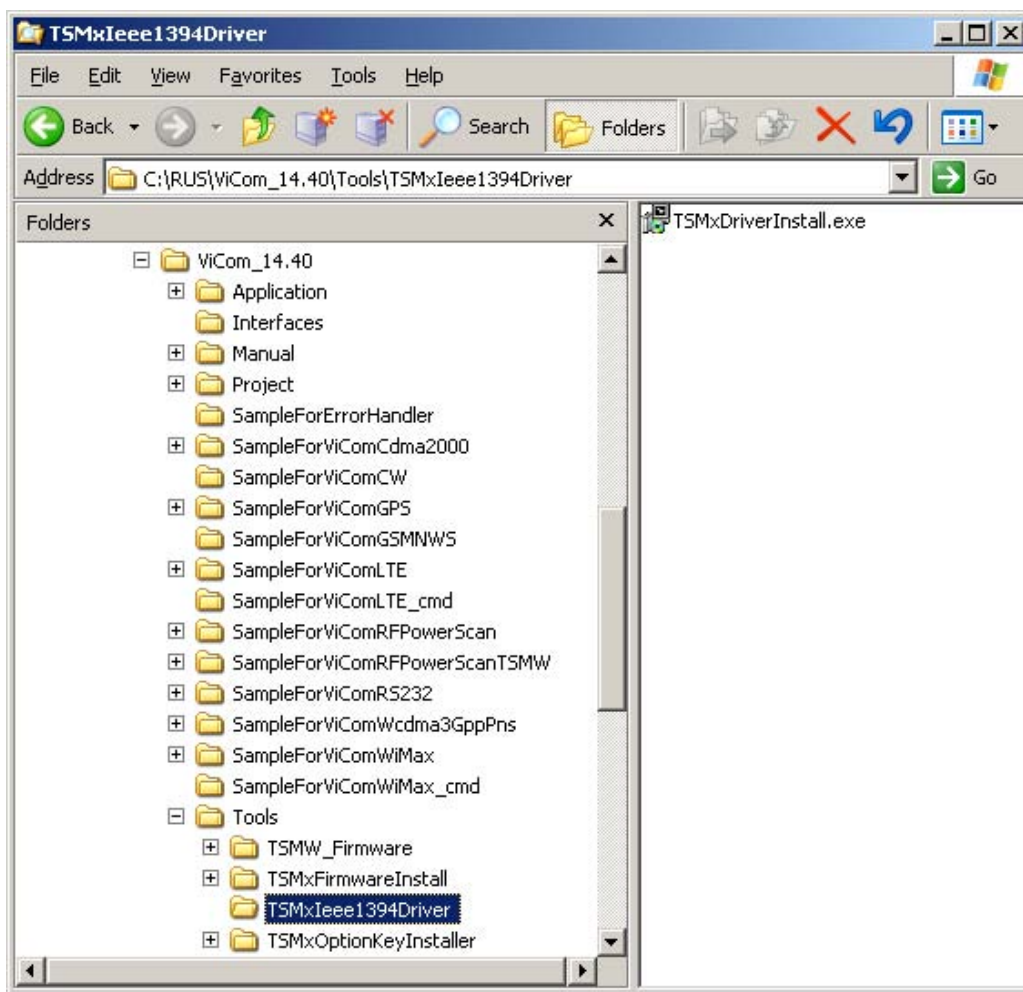 TSMxIeee1394Driver
File Edit View Favorites Tools Help
Back Search Folders
Address C:\RUS\ViCom_14.40\Tools\TSMxIeee1394Driver Go
Folders
TSMxDriverInstall.exe
ViCom_14.40
Application
Interfaces
Manual
Project
SampleForErrorHandler
SampleForViComCdma2000
SampleForViComCW
SampleForViComGPS
SampleForViComGSMNWS
SampleForViComLTE
SampleForViComLTE_cmd
SampleForViComRFPowerScan
SampleForViComRFPowerScanTSMW
SampleForViComRS232
SampleForViComWcdma3GppPns
SampleForViComWiMax
SampleForViComWiMax_cmd
Tools
TSMW_Firmware
TSMxFirmwareInstall
TSMxIeee1394Driver
TSMxOptionKeyInstaller